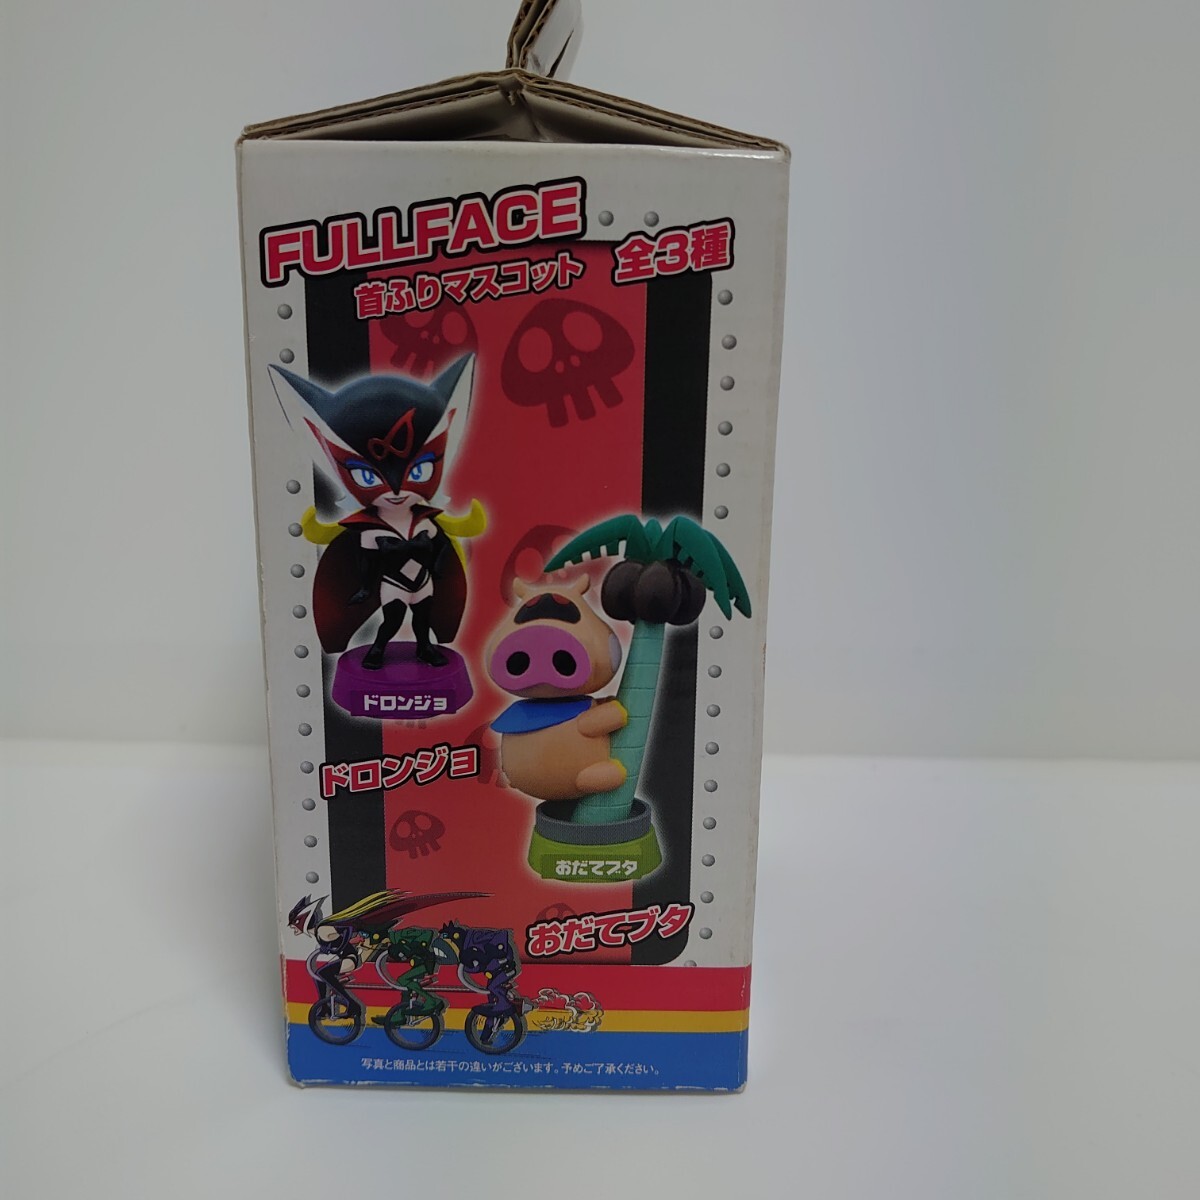 FULLFACE
首ふりマスコット
全3種
ドロンジョ
ドロンジョ
おだてブタ
おだてブタ
写真と商品とは若干の違いがございます。予めご了承ください。